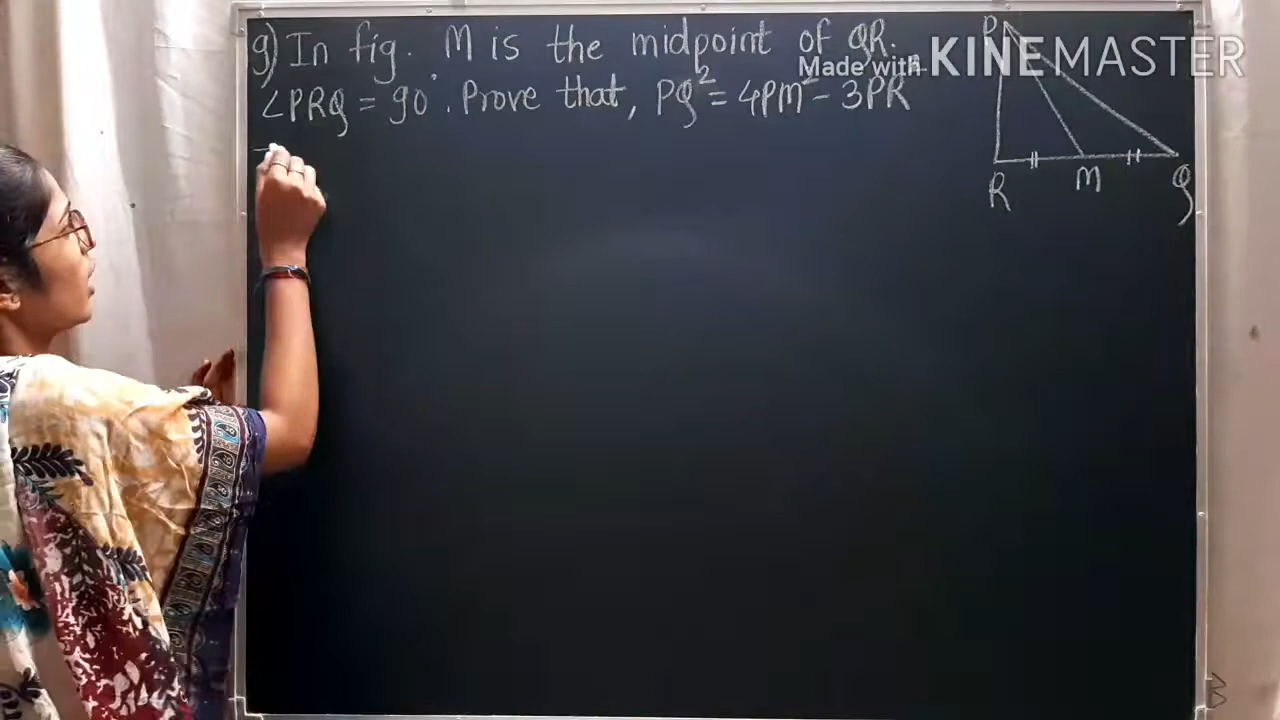 9) In fig. M is the midpoint of QR.
∠PRQ = 90°. Prove that, PQ² = 4PM² - 3PR²
Made with KINEMASTER
P
R M Q